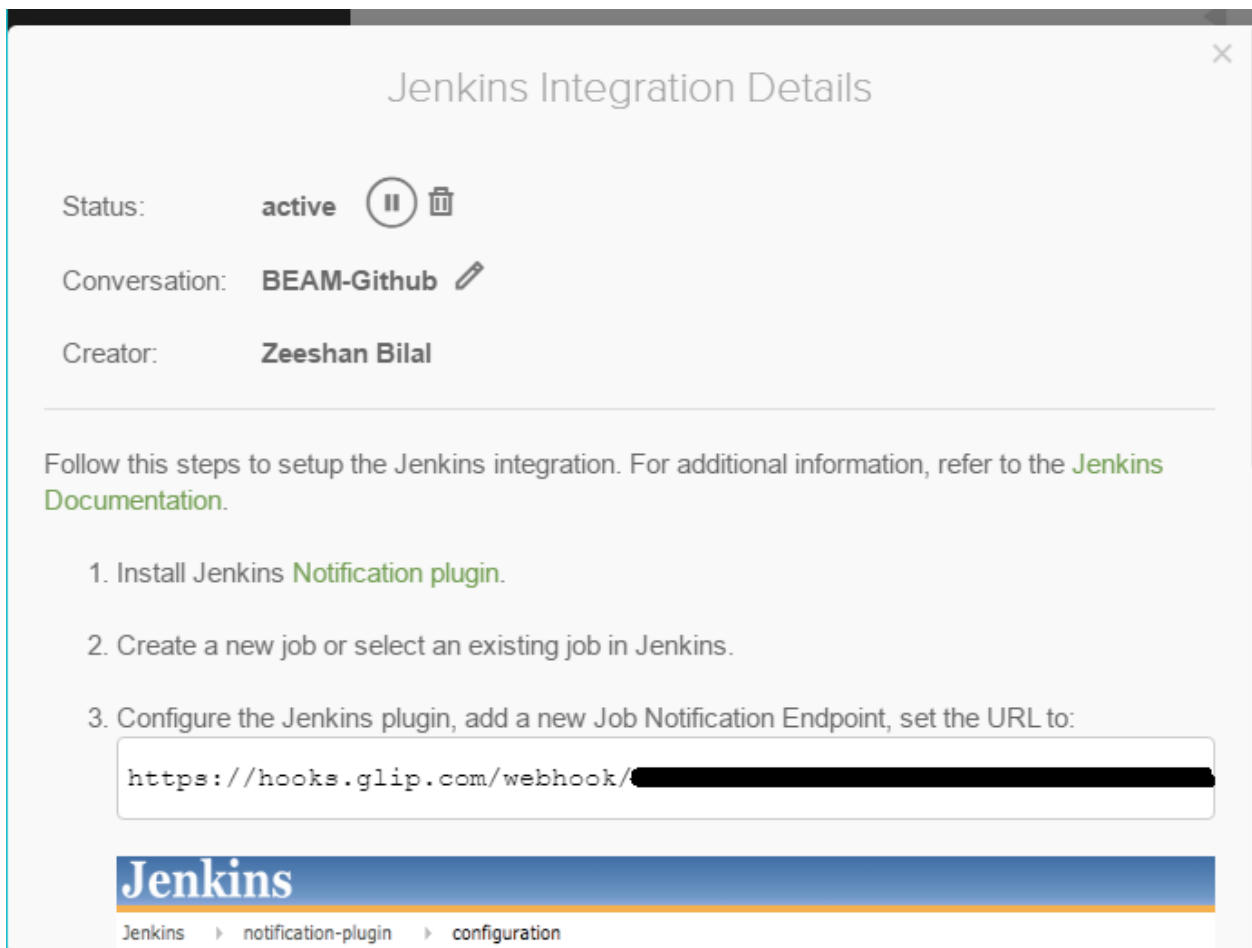 Jenkins Integration Details
Status: active
Conversation: BEAM-Github
Creator: Zeeshan Bilal
Follow this steps to setup the Jenkins integration. For additional information, refer to the Jenkins
Documentation.
1. Install Jenkins Notification plugin.
2. Create a new job or select an existing job in Jenkins.
3. Configure the Jenkins plugin, add a new Job Notification Endpoint, set the URL to:
https://hooks.glip.com/webhook/
Jenkins
Jenkins notification-plugin configuration